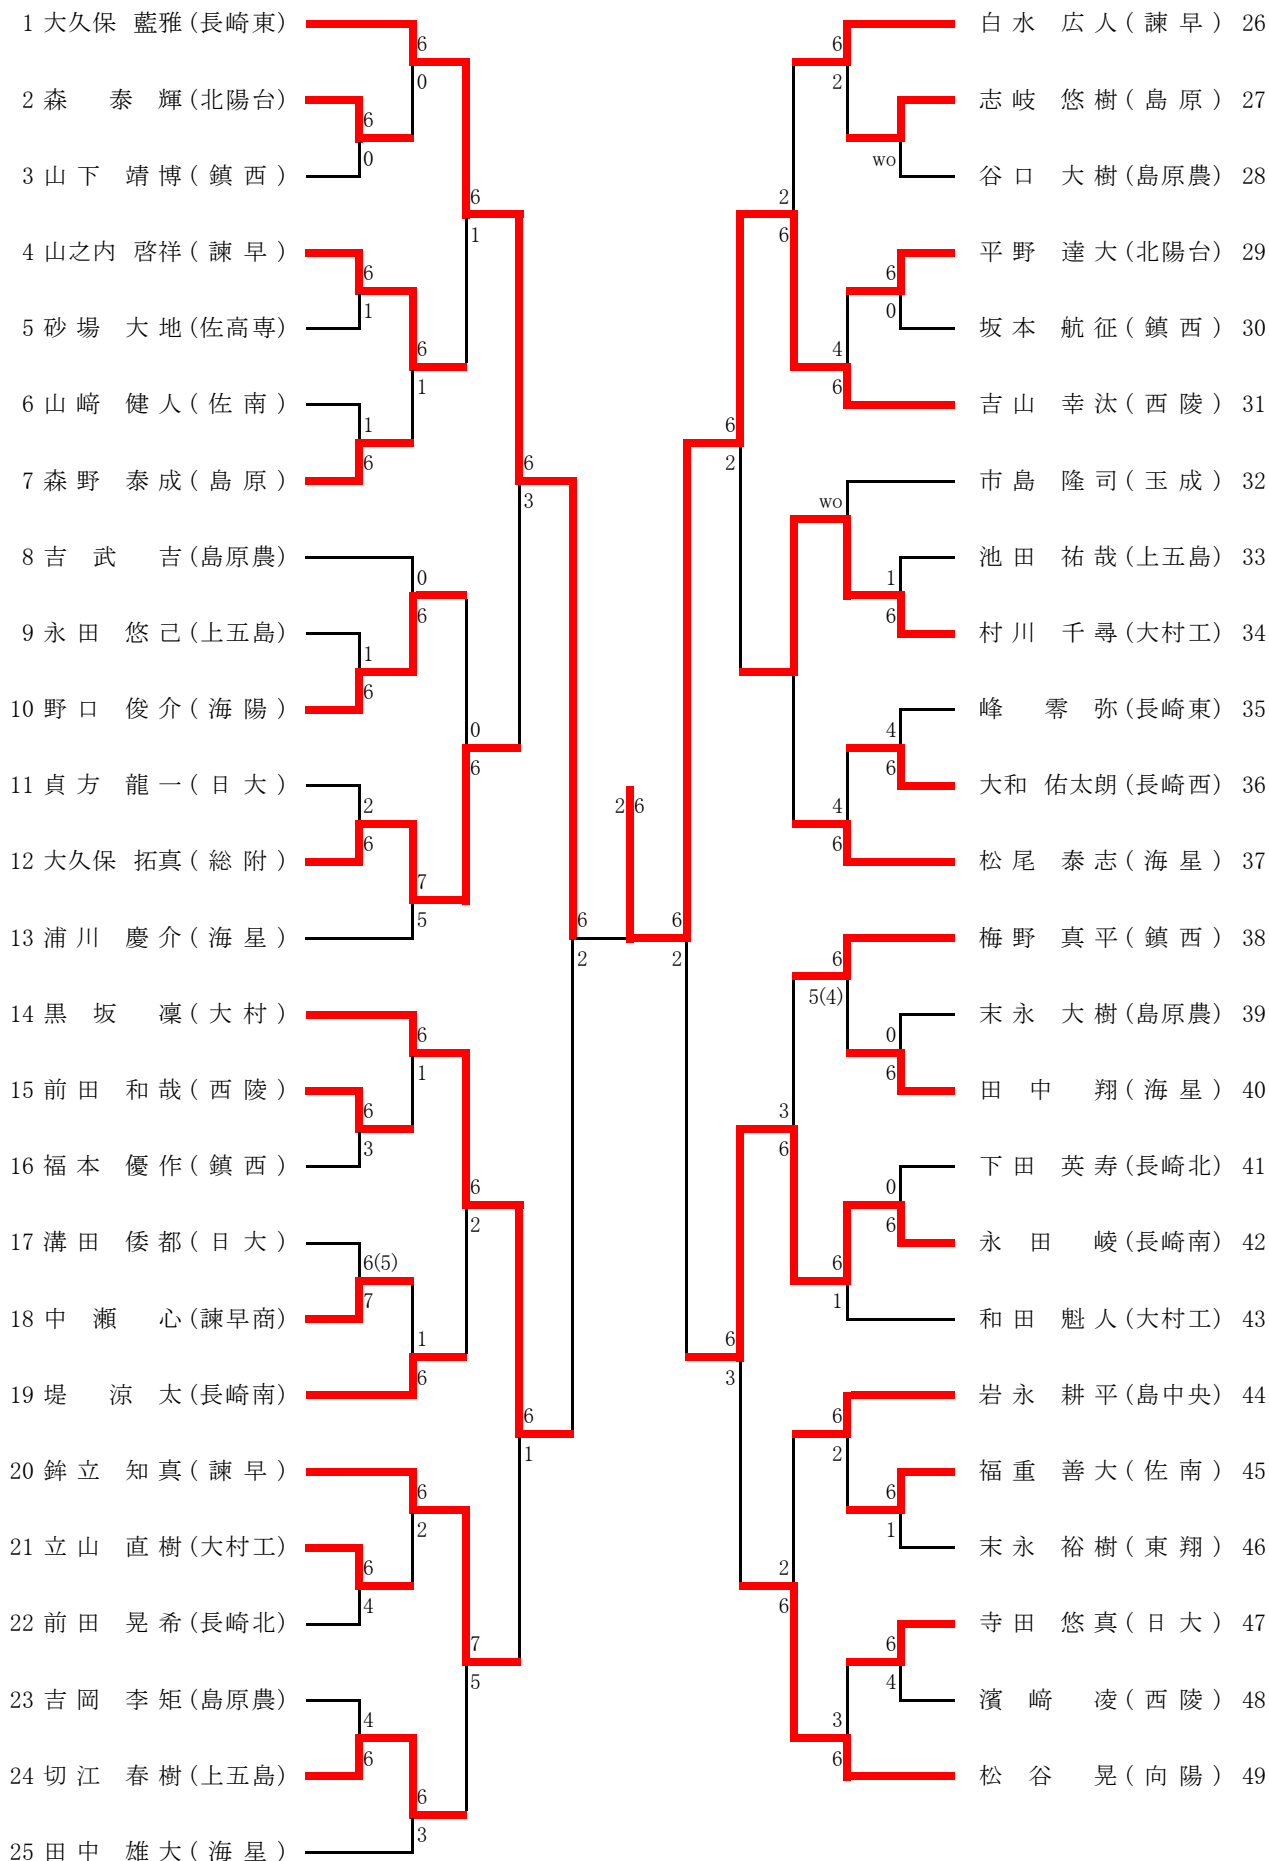 1 大久保 藍雅 (長崎東)
2 森 泰輝 (北陽台)
3 山下 靖博 (鎮西)
4 山之内 啓祥 (諫早)
5 砂場 大地 (佐高専)
6 山﨑 健人 (佐南)
7 森野 泰成 (島原)
8 吉武 吉 (島原農)
9 永田 悠己 (上五島)
10 野口 俊介 (海陽)
11 貞方 龍一 (日大)
12 大久保 拓真 (総附)
13 浦川 慶介 (海星)
14 黒坂 凜 (大村)
15 前田 和哉 (西陵)
16 福本 優作 (鎮西)
17 溝田 倭都 (日大)
18 中瀬 心 (諫早商)
19 堤 涼太 (長崎南)
20 鉾立 知真 (諫早)
21 立山 直樹 (大村工)
22 前田 晃希 (長崎北)
23 吉岡 李矩 (島原農)
24 切江 春樹 (上五島)
25 田中 雄大 (海星)
6
0
6
0
6
1
6
1
6
1
1
6
6
3
0
6
1
6
0
6
2
6
7
5
6
2
6
1
6
3
6
2
6(5)
7
1
6
6
1
6
2
6
4
7
5
4
6
6
3
2 6
6
2
6
2
wo
2
6
6
0
4
6
6
2
wo
1
6
4
6
4
6
6
5(4)
0
6
3
6
0
6
6
1
6
3
6
2
6
1
2
6
6
4
3
6
白水 広人 (諫早) 26
志岐 悠樹 (島原) 27
谷口 大樹 (島原農) 28
平野 達大 (北陽台) 29
坂本 航征 (鎮西) 30
吉山 幸汰 (西陵) 31
市島 隆司 (玉成) 32
池田 祐哉 (上五島) 33
村川 千尋 (大村工) 34
峰 零弥 (長崎東) 35
大和 佑太朗 (長崎西) 36
松尾 泰志 (海星) 37
梅野 真平 (鎮西) 38
末永 大樹 (島原農) 39
田中 翔 (海星) 40
下田 英寿 (長崎北) 41
永田 崚 (長崎南) 42
和田 魁人 (大村工) 43
岩永 耕平 (島中央) 44
福重 善大 (佐南) 45
末永 裕樹 (東翔) 46
寺田 悠真 (日大) 47
濱﨑 凌 (西陵) 48
松谷 晃 (向陽) 49